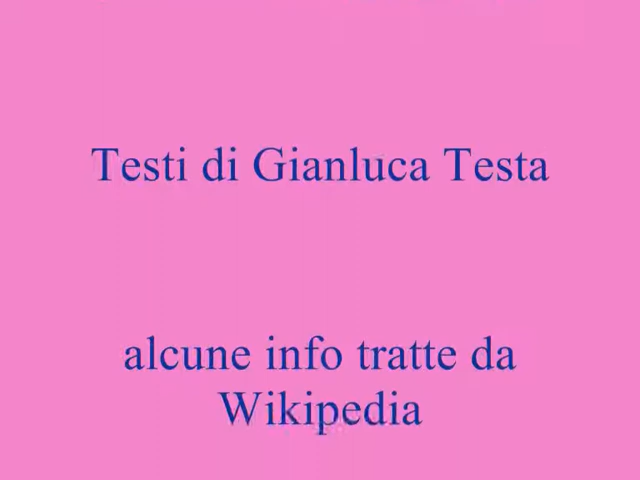 Testi di Gianluca Testa
alcune info tratte da
Wikipedia